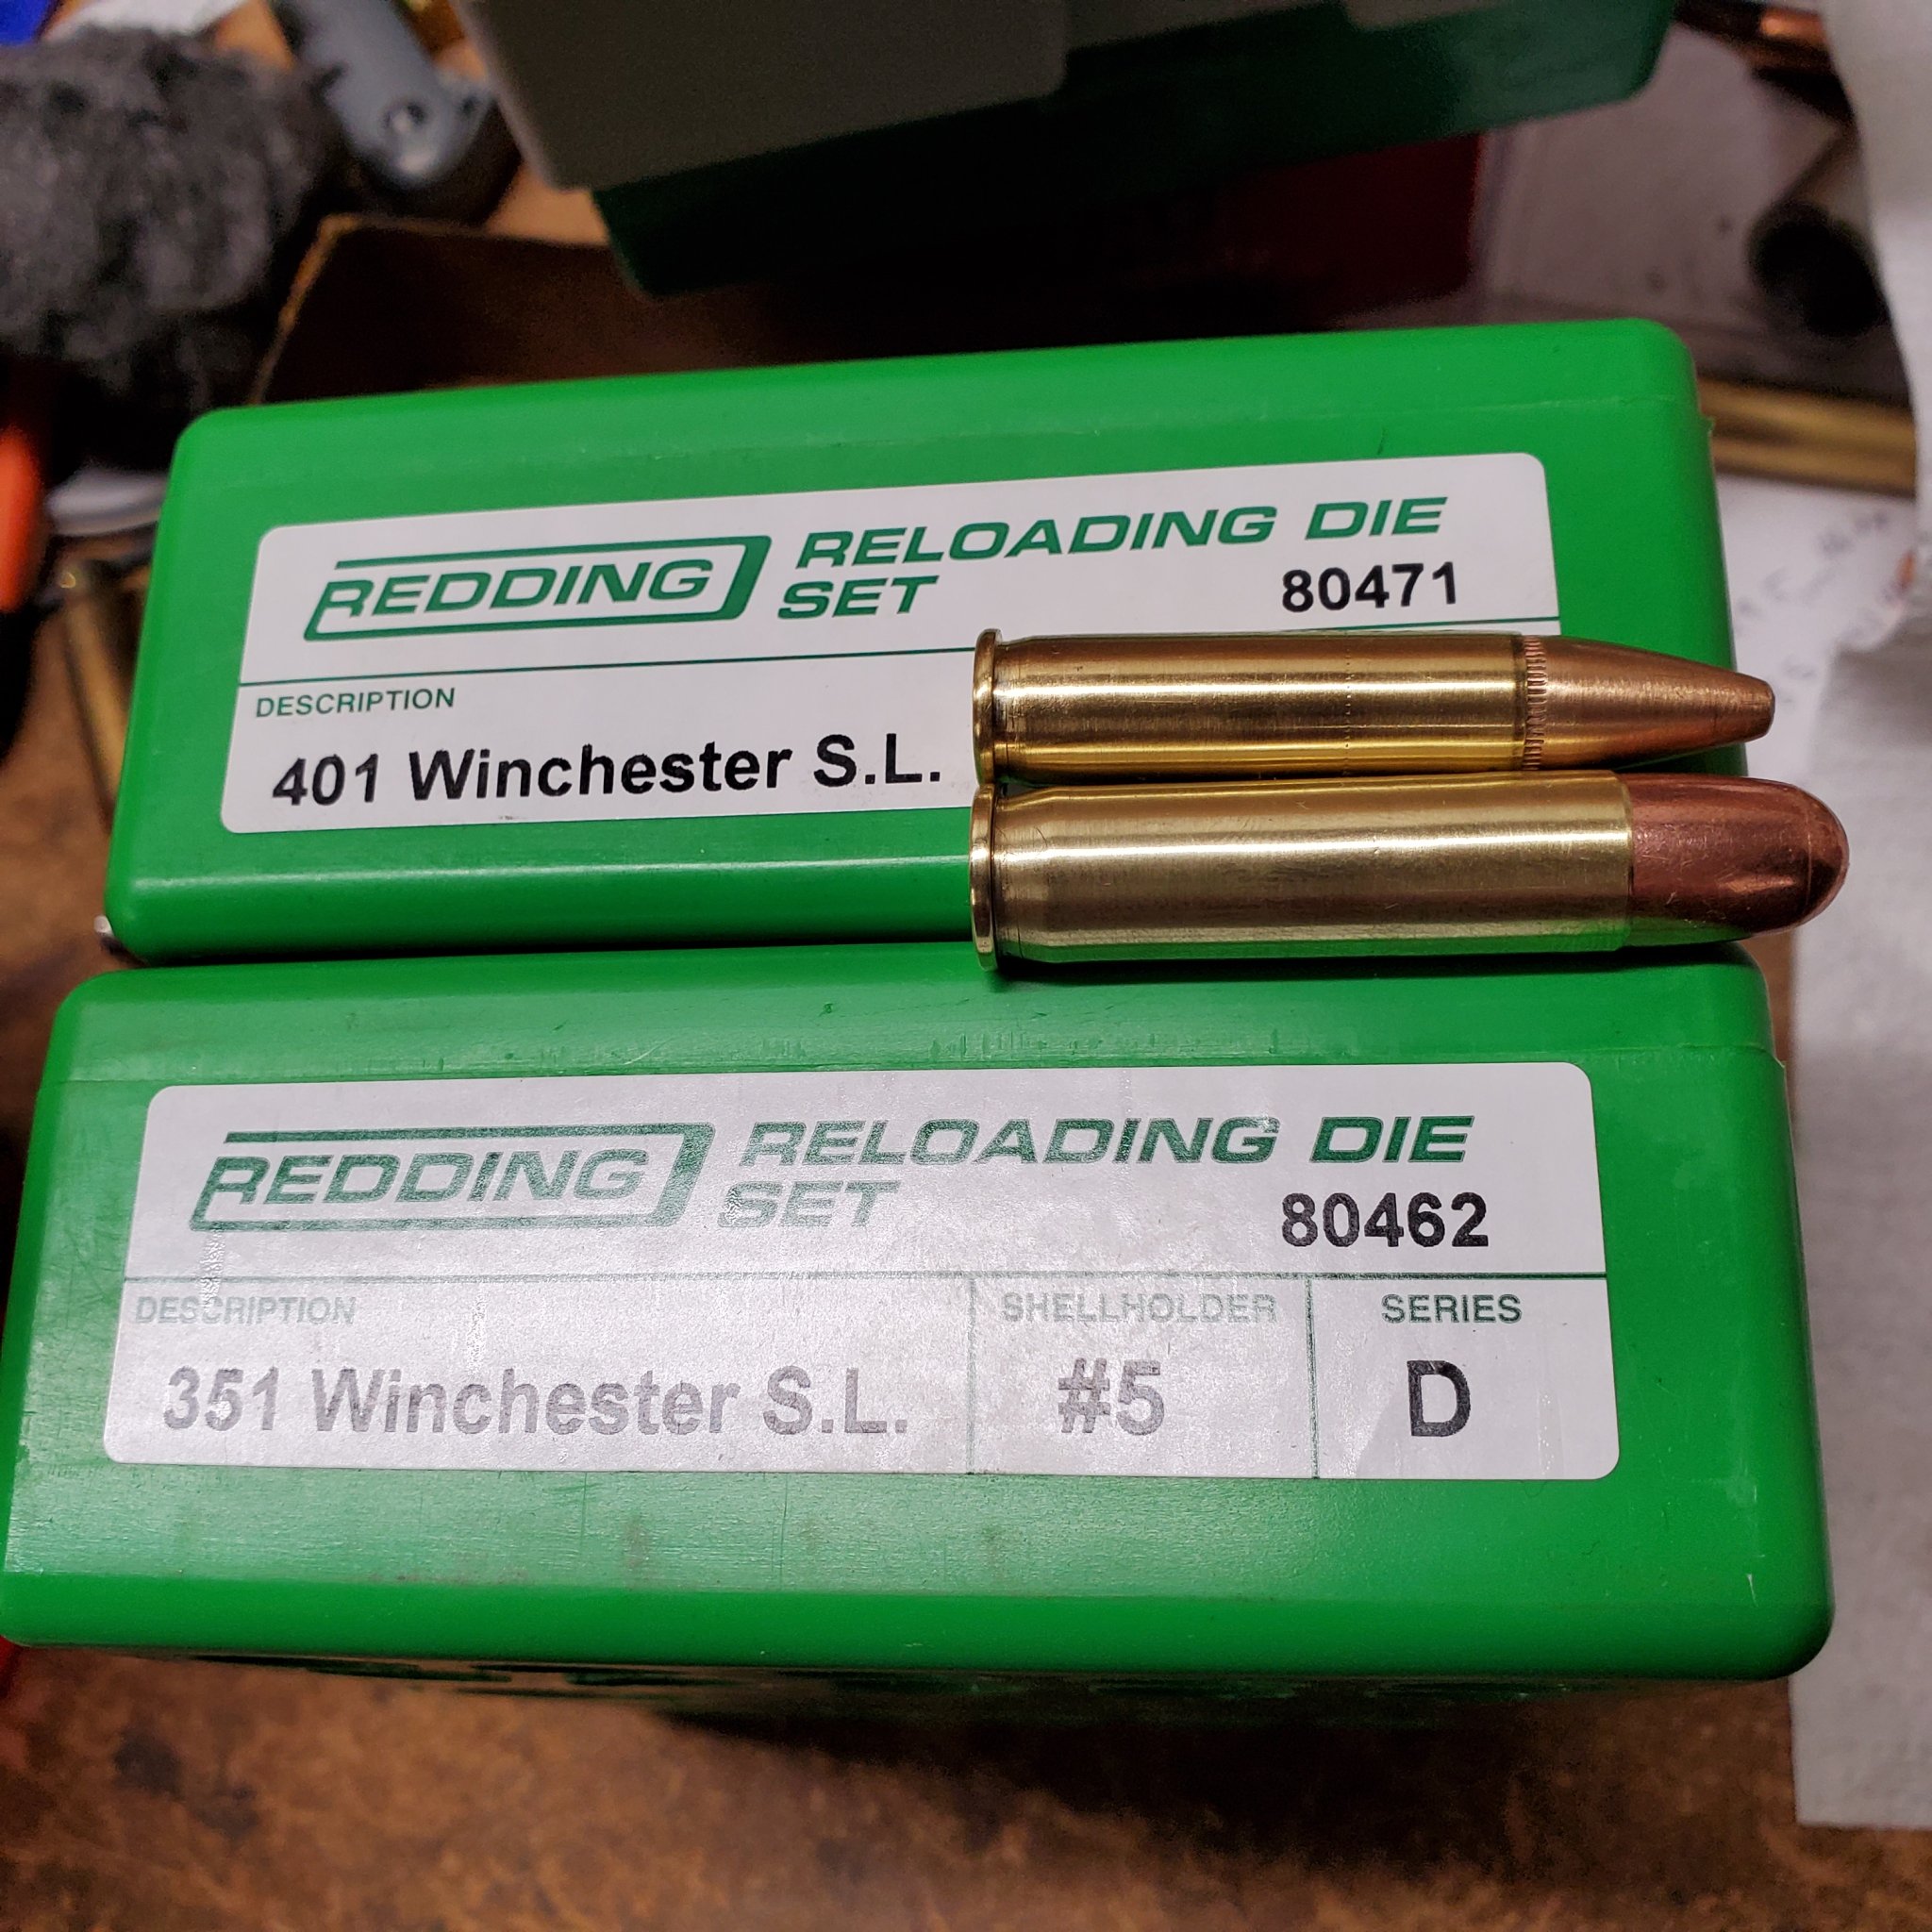 REDDING RELOADING DIE
SET 80471
DESCRIPTION
401 Winchester S.L.
REDDING RELOADING DIE
SET 80462
DESCRIPTION SHELLHOLDER SERIES
351 Winchester S.L. #5 D